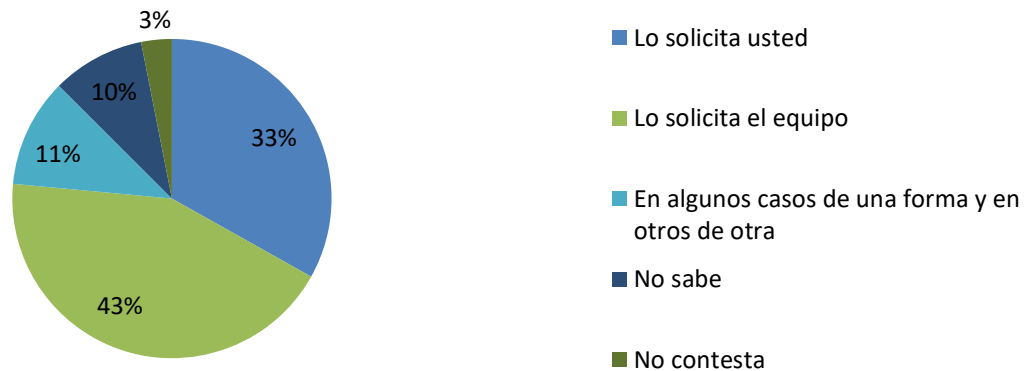 3%
10%
33%
11%
43%
Lo solicita usted
Lo solicita el equipo
En algunos casos de una forma y en
otros de otra
No sabe
No contesta